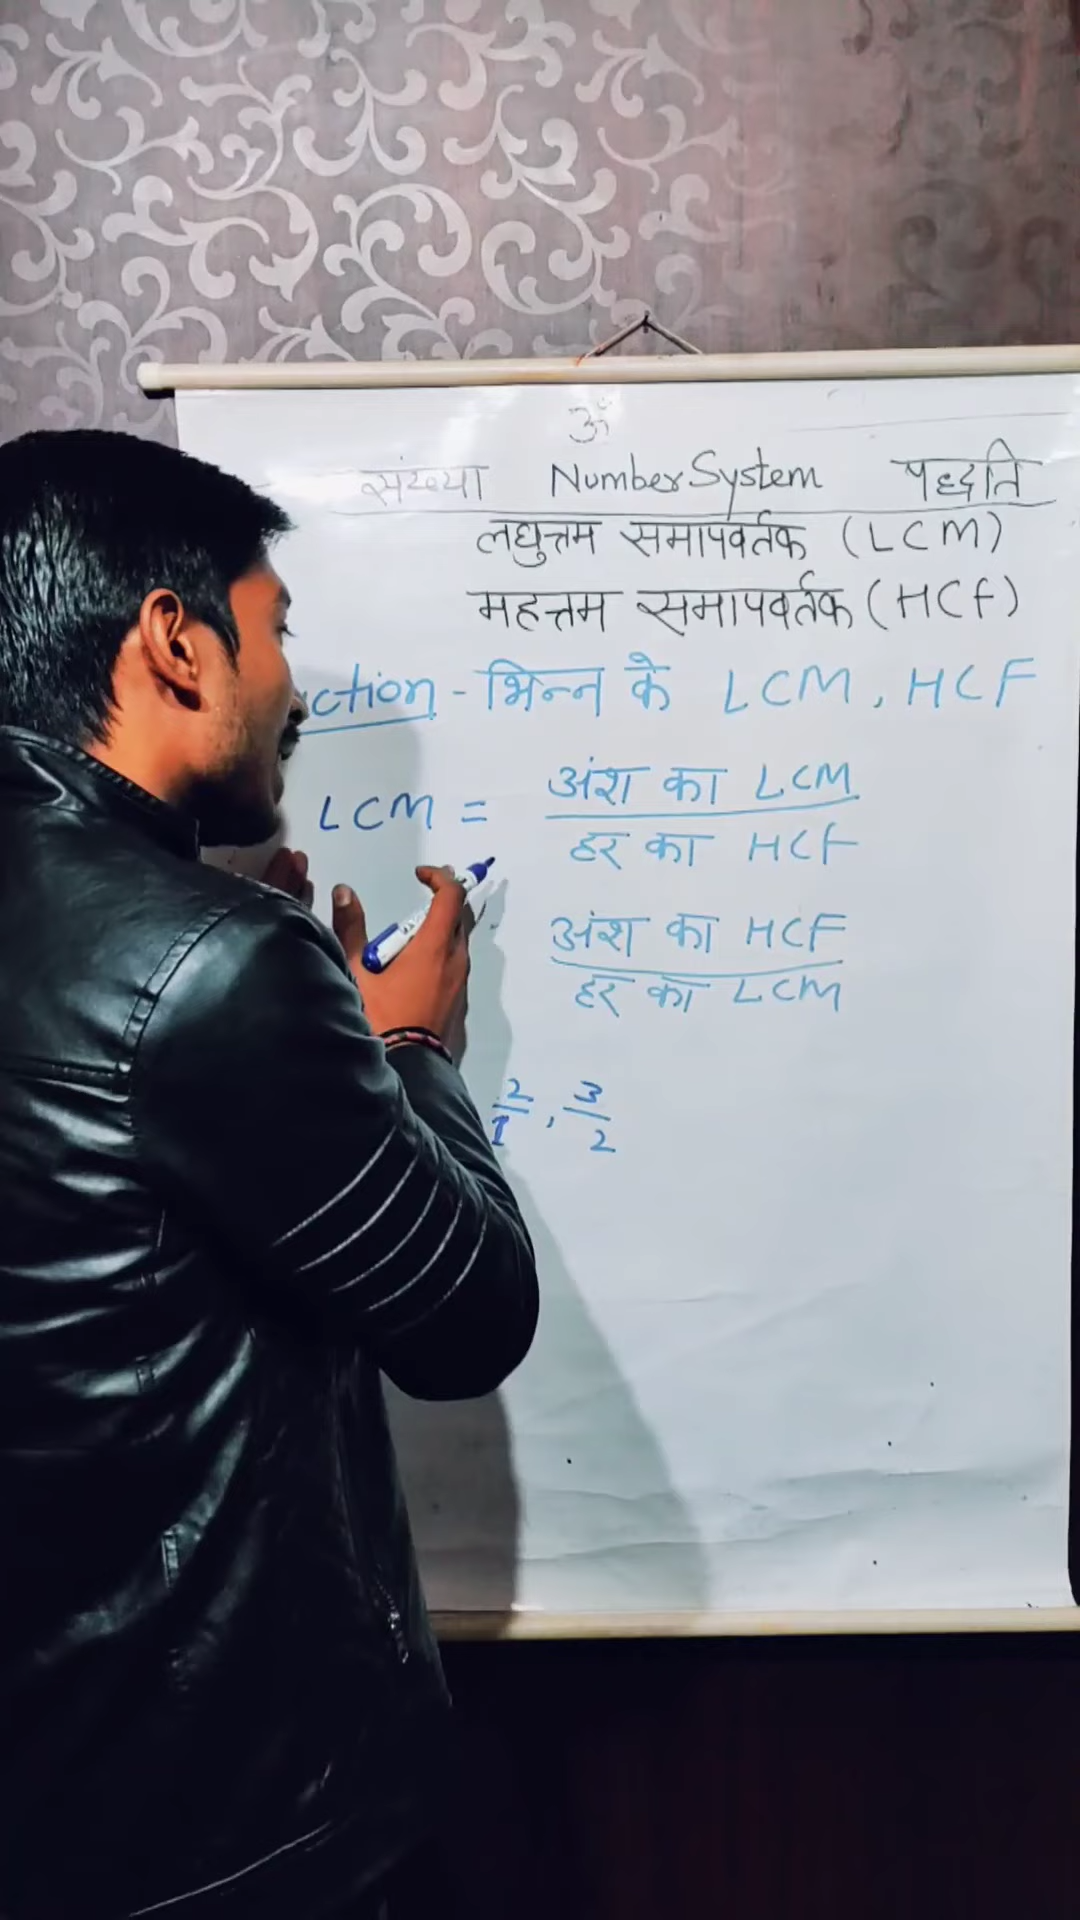 ॐ
संख्या Number System पद्धति
लघुत्तम समापवर्तक (LCM)
महत्तम समापवर्तक (HCf)
ction - भिन्न के LCM, HCF
LCM = अंश का LCM
हर का HCF
अंश का HCF
हर का LCM
2/1, 3/2